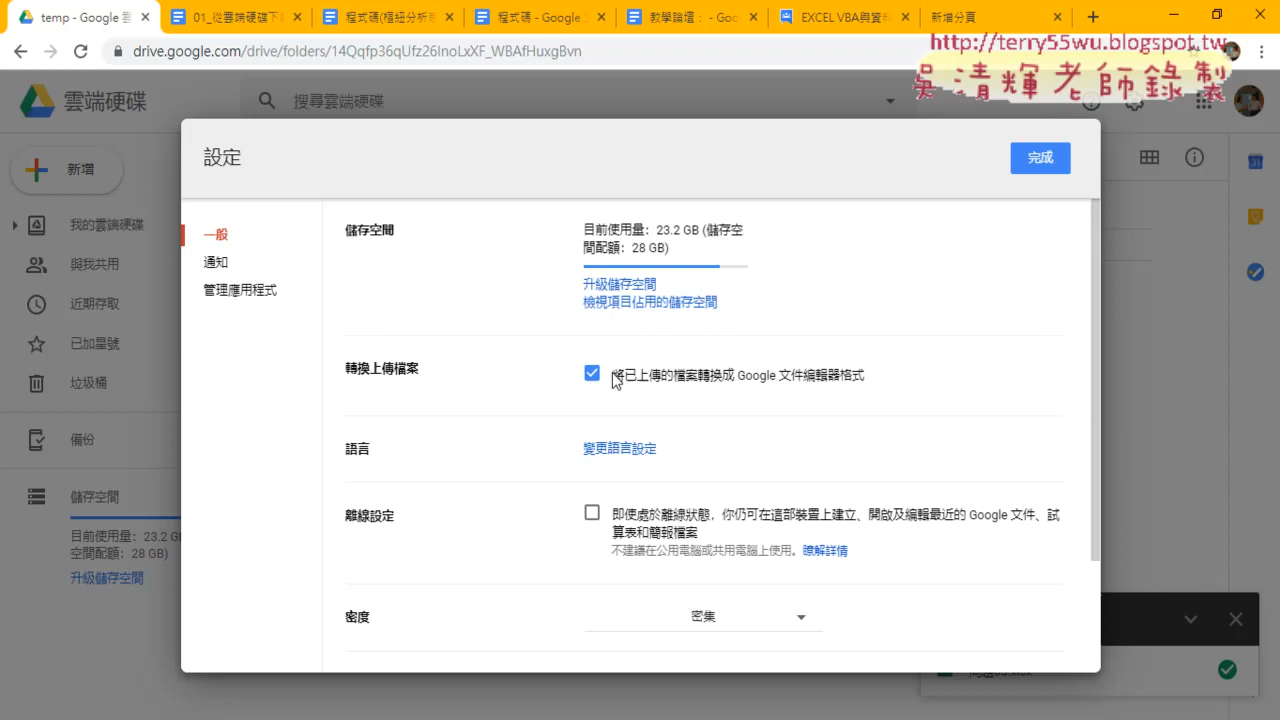 temp - Google 雲
01_從雲端硬碟下
程式碼(樞紐分析
程式碼 - Google
教學論壇： - Goo
EXCEL VBA與資
新增分頁
drive.google.com/drive/folders/14Qqfp36qUfz26InoLxXF_WBAfHuxgBvn
http://terry55wu.blogspot.tw
吳清輝老師錄製
雲端硬碟
搜尋雲端硬碟
新增
我的雲端硬碟
與我共用
近期存取
已加星號
垃圾桶
備份
儲存空間
目前使用量：23.2 G
空間配額：28 GB)
升級儲存空間
設定
完成
一般
通知
管理應用程式
儲存空間
目前使用量：23.2 GB (儲存空
間配額：28 GB)
升級儲存空間
檢視項目佔用的儲存空間
轉換上傳檔案
將已上傳的檔案轉換成 Google 文件編輯器格式
語言
變更語言設定
離線設定
即使處於離線狀態，你仍可在這部裝置上建立、開啟及編輯最近的 Google 文件、試
算表和簡報檔案
不建議在公用電腦或共用電腦上使用。瞭解詳情
密度
密集
31